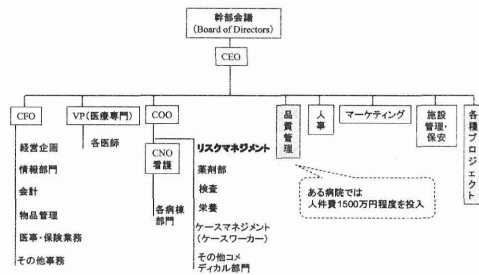 幹部会議
(Board of Directors)
CEO
CFO
VP(医療専門)
COO
品質管理
人事
マーケティング
施設
管理・
保安
各種プロジェクト
経営企画
情報部門
会計
物品管理
医事・保険業務
その他事務
各医師
CNO
看護
各病棟
部門
リスクマネジメント
薬剤部
検査
栄養
ケースマネジメント
(ケースワーカー)
その他コメ
ディカル部門
ある病院では
人件費1500万円程度を投入